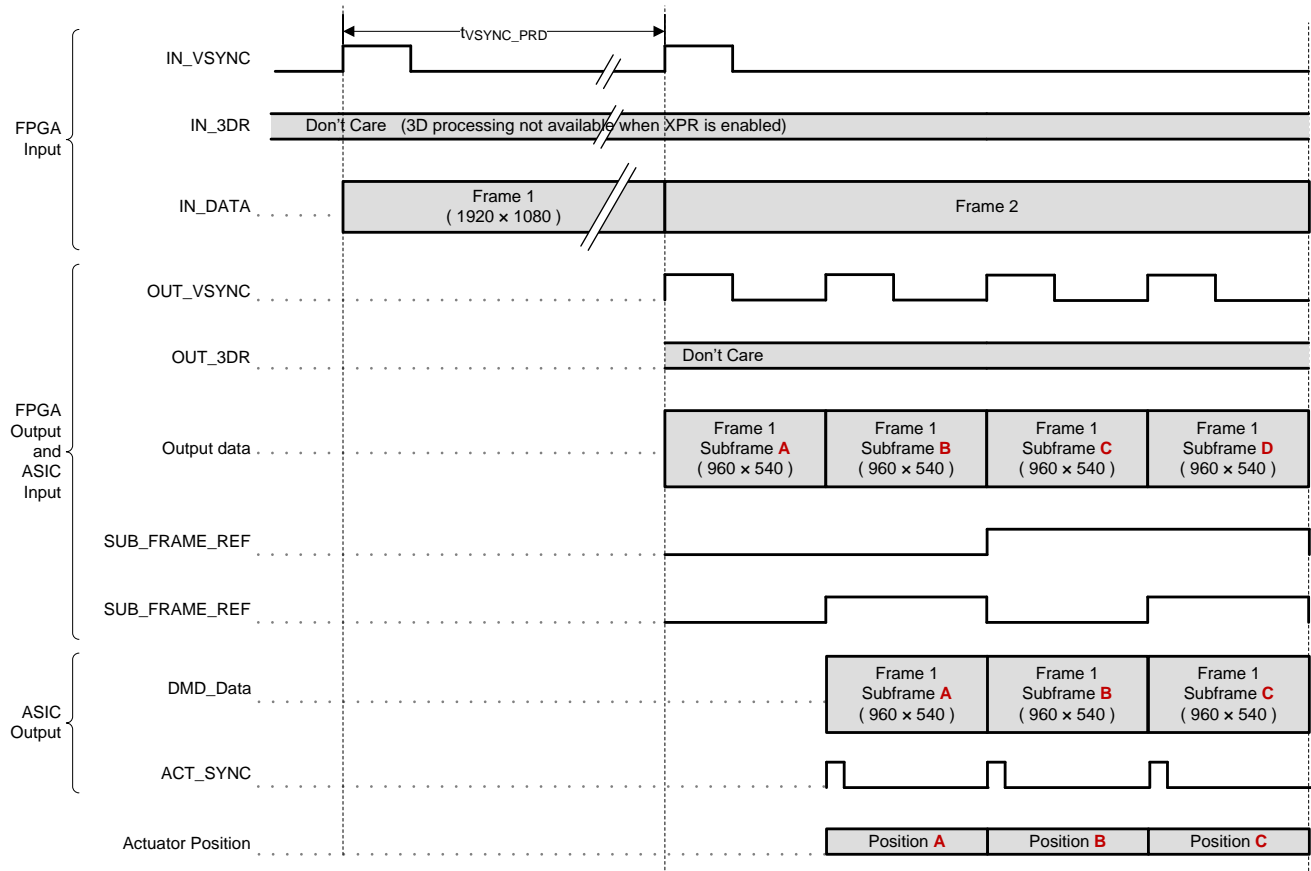 tVSYNC_PRD
IN_VSYNC
FPGA
Input
IN_3DR
Don't Care (3D processing not available when XPR is enabled)
IN_DATA
Frame 1
( 1920 × 1080 )
Frame 2
FPGA
Output
and
ASIC
Input
OUT_VSYNC
OUT_3DR
Don't Care
Output data
Frame 1
Subframe A
( 960 × 540 )
Frame 1
Subframe B
( 960 × 540 )
Frame 1
Subframe C
( 960 × 540 )
Frame 1
Subframe D
( 960 × 540 )
SUB_FRAME_REF
SUB_FRAME_REF
ASIC
Output
DMD_Data
Frame 1
Subframe A
( 960 × 540 )
Frame 1
Subframe B
( 960 × 540 )
Frame 1
Subframe C
( 960 × 540 )
ACT_SYNC
Actuator Position
Position A
Position B
Position C